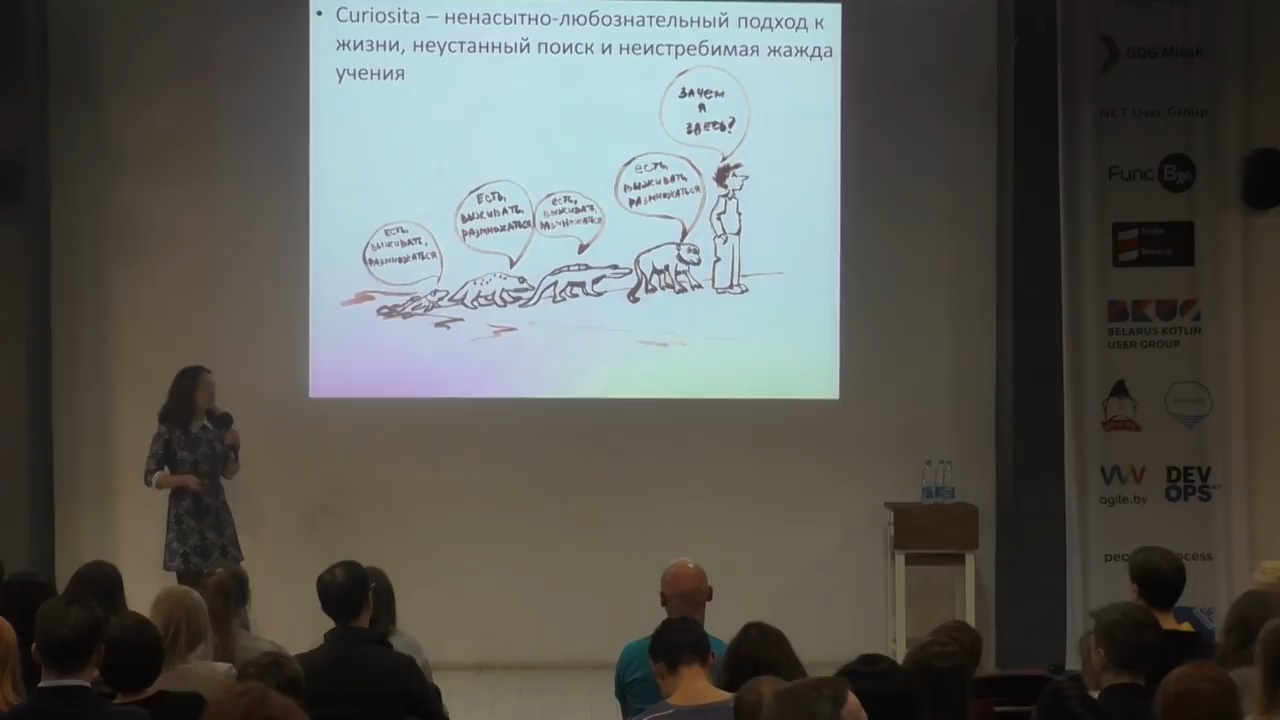 • Curiosita – ненасытно-любознательный подход к
жизни, неустанный поиск и неистребимая жажда
учения
ЗАЧЕМ
Я
ЗДЕСЬ?
ЕСТЬ,
ВЫЖИВАТЬ,
РАЗМНОЖАТЬСЯ
ЕСТЬ,
ВЫЖИВАТЬ,
РАЗМНОЖАТЬСЯ
ЕСТЬ,
ВЫЖИВАТЬ,
РАЗМНОЖАТЬСЯ
ЕСТЬ,
ВЫЖИВАТЬ,
РАЗМНОЖАТЬСЯ
GDG Minsk
.NET User Group
Func
BKUG
BELARUS KOTLIN
USER GROUP
agile.by
DEV
OPS